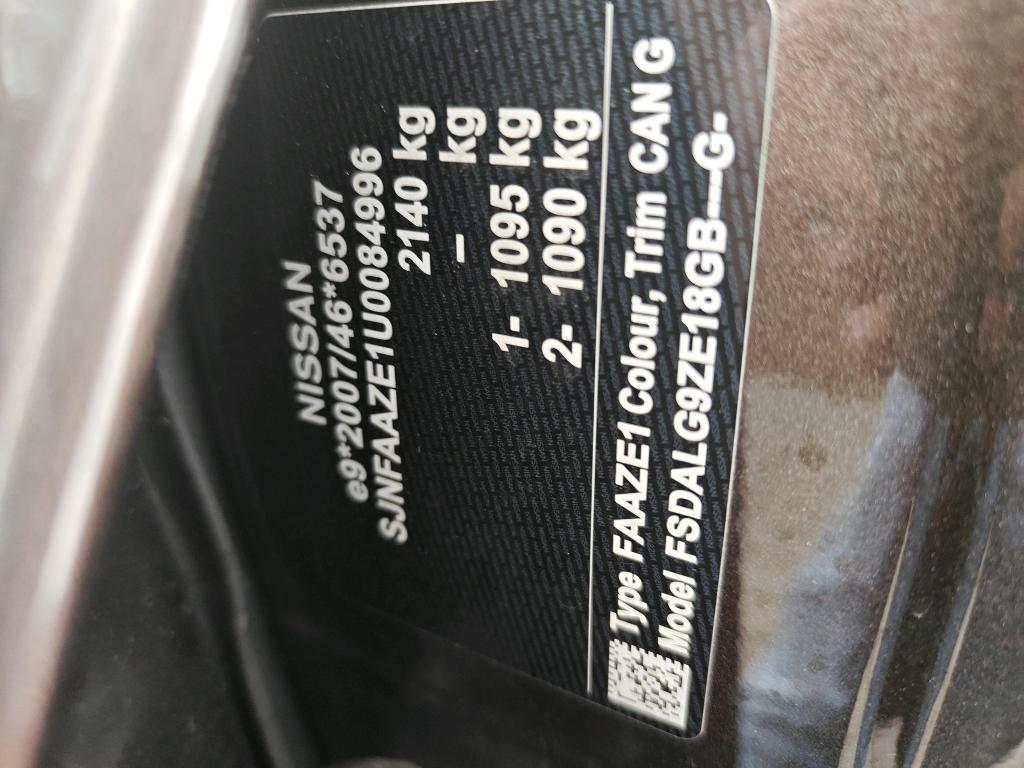 NISSAN
e9*2007/46*6537
SJNFAAZE1U0084996
2140 kg
– kg
1- 1095 kg
2- 1090 kg
Type FAAZE1 Colour, Trim CAN G
Model FSDALG9ZE18GB----G-